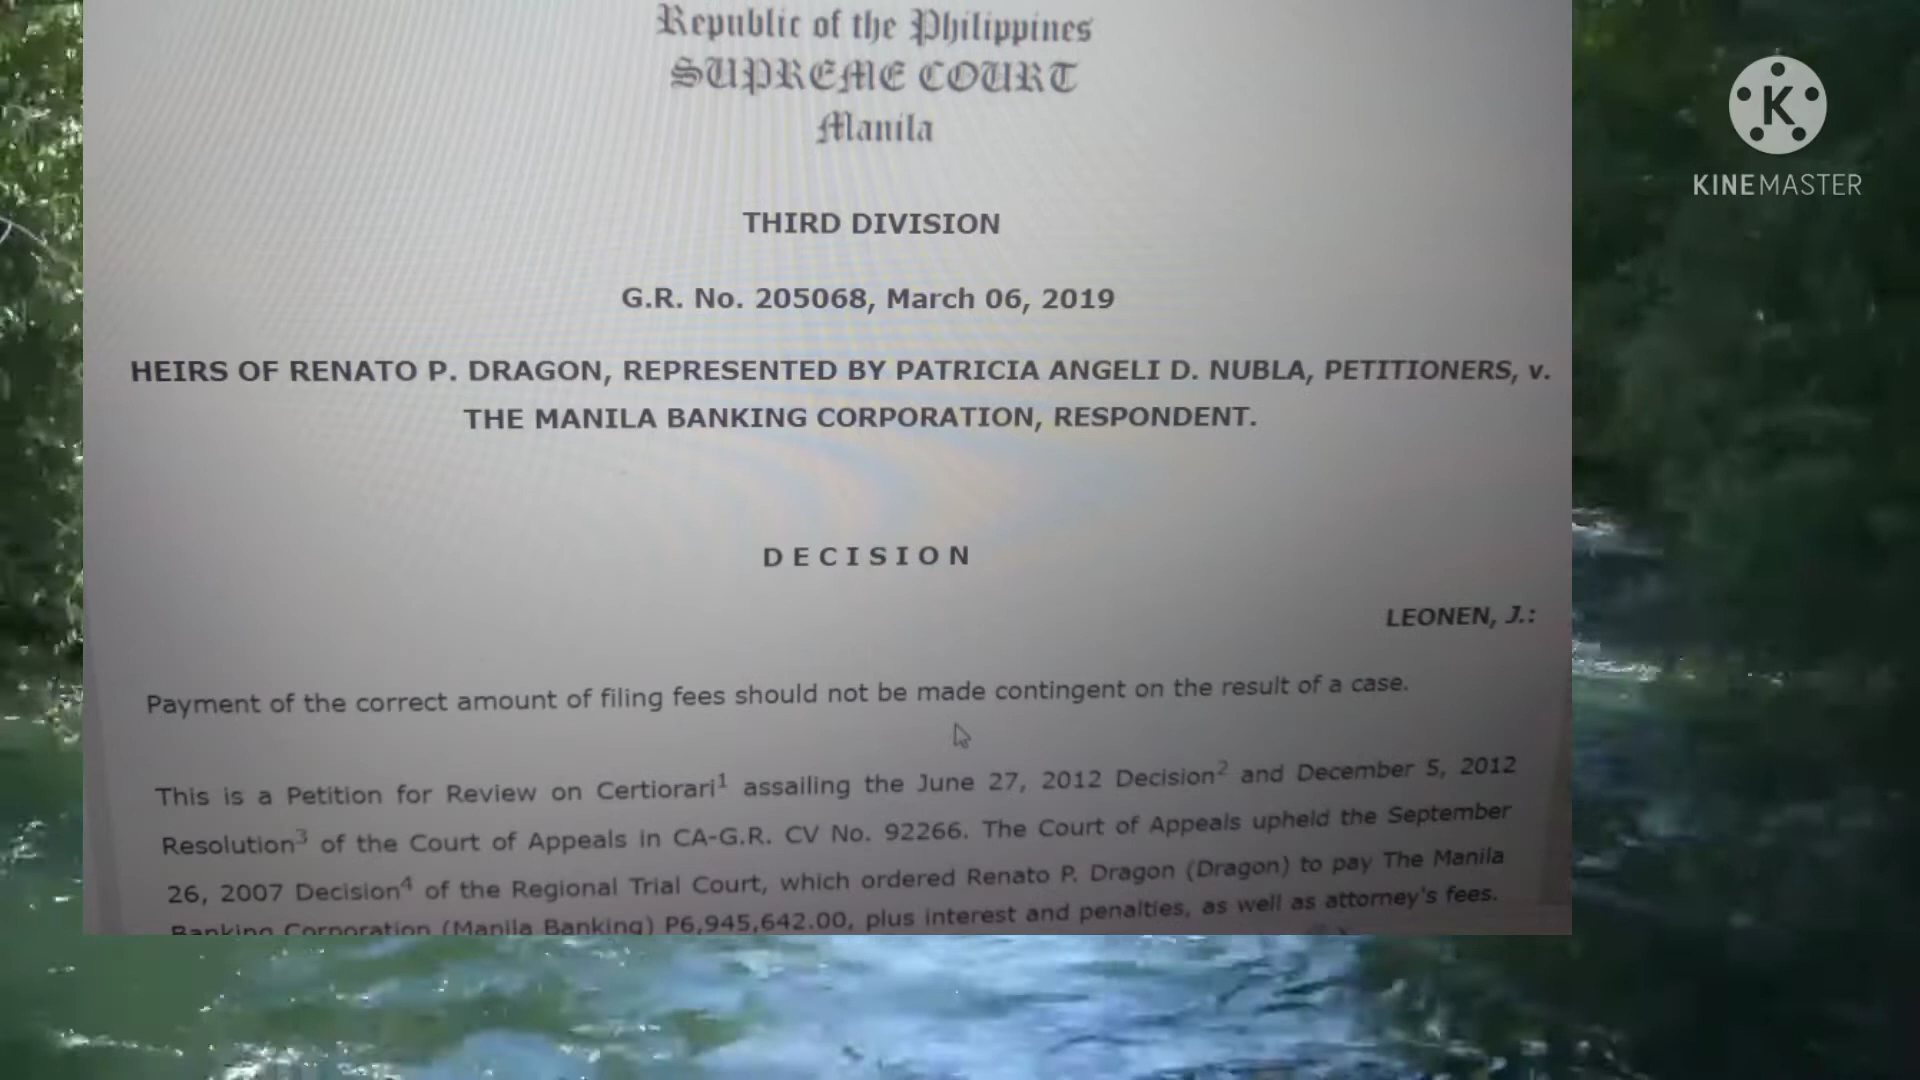 Republic of the Philippines
SUPREME COURT
Manila
THIRD DIVISION
G.R. No. 205068, March 06, 2019
HEIRS OF RENATO P. DRAGON, REPRESENTED BY PATRICIA ANGELI D. NUBLA, PETITIONERS, v.
THE MANILA BANKING CORPORATION, RESPONDENT.
D E C I S I O N
LEONEN, J.:
Payment of the correct amount of filing fees should not be made contingent on the result of a case.
This is a Petition for Review on Certiorari1 assailing the June 27, 2012 Decision2 and December 5, 2012
Resolution3 of the Court of Appeals in CA-G.R. CV No. 92266. The Court of Appeals upheld the September
26, 2007 Decision4 of the Regional Trial Court, which ordered Renato P. Dragon (Dragon) to pay The Manila
Banking Corporation (Manila Banking) P6,945,642.00, plus interest and penalties, as well as attorney's fees.
K
KINEMASTER